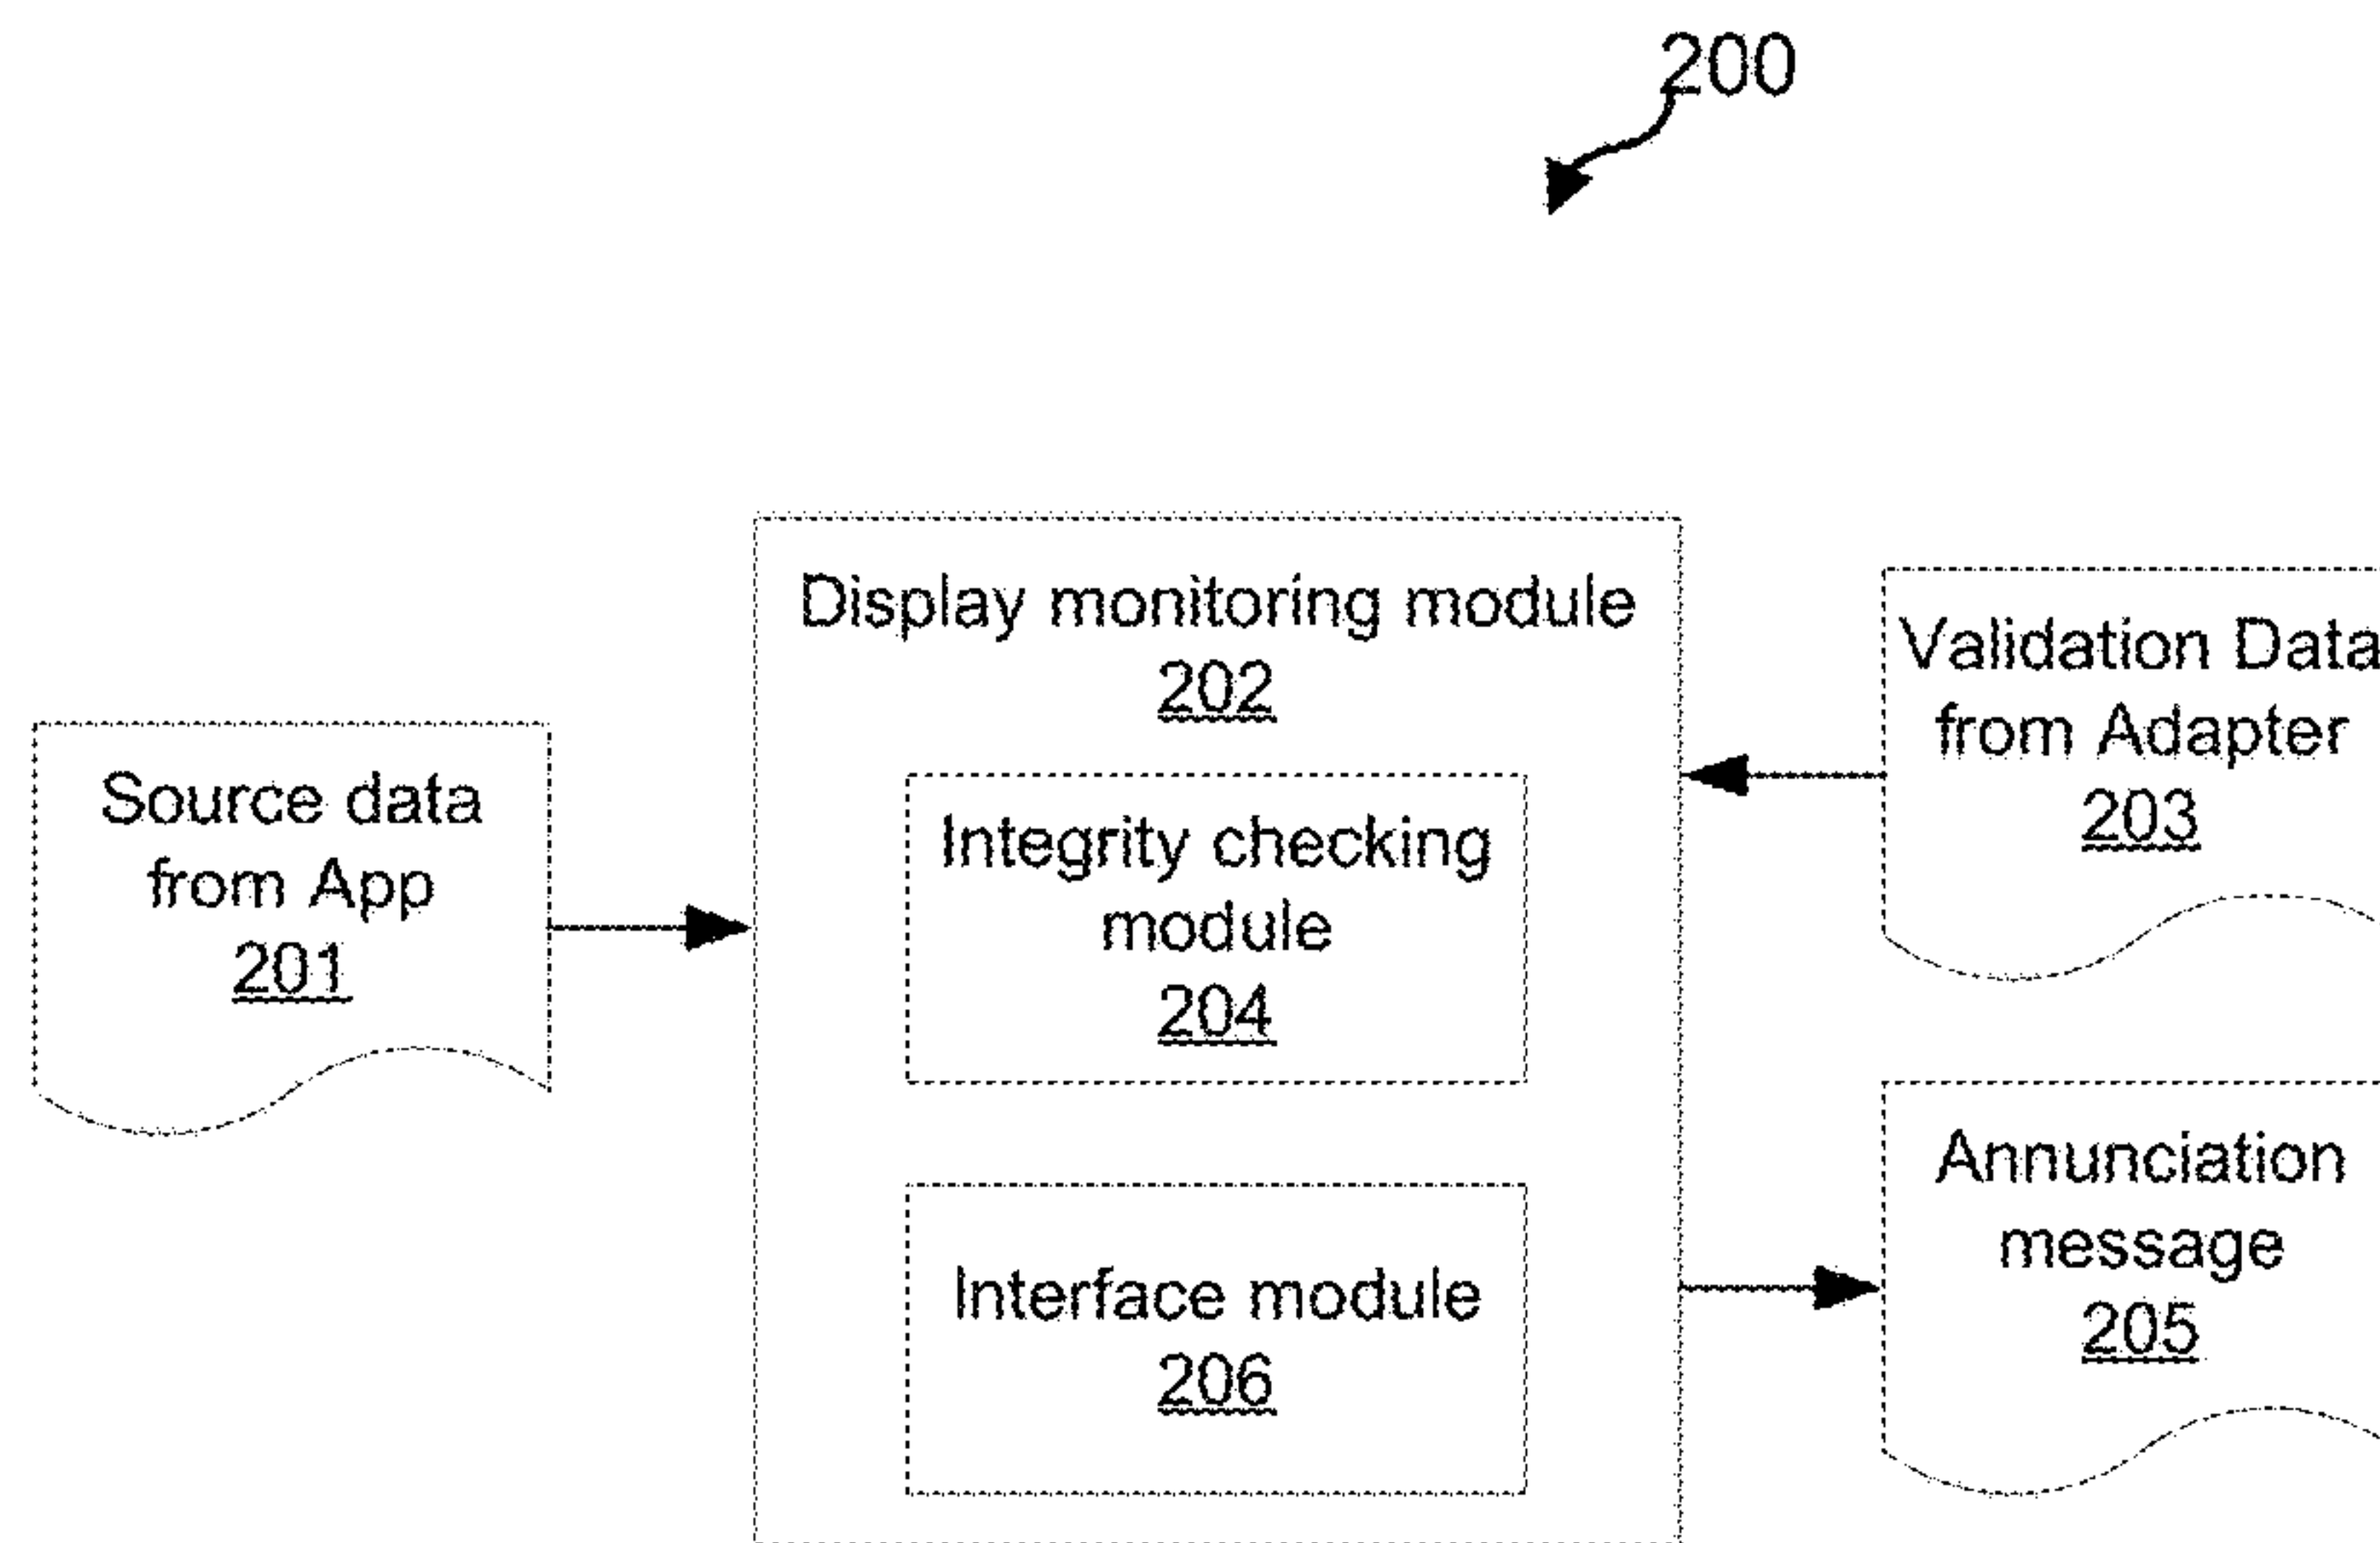 200
Display monitoring module
202
Source data
from App
201
Integrity checking
module
204
Interface module
206
Validation Data
from Adapter
203
Annunciation
message
205